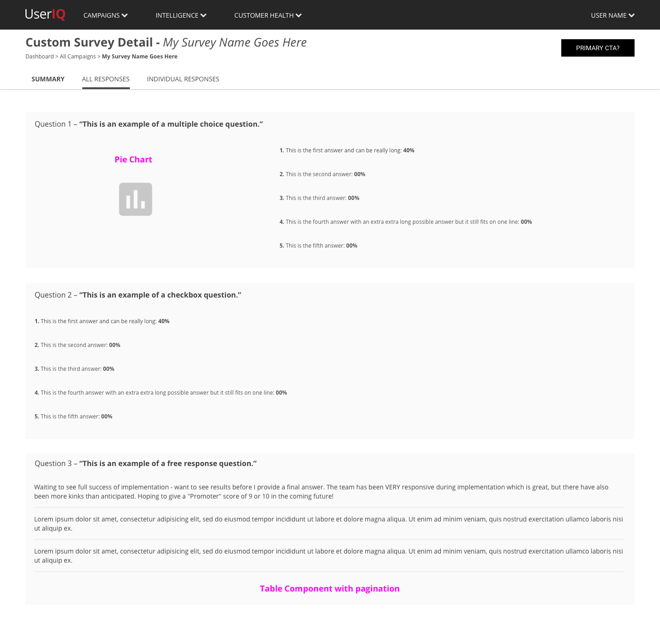 UserIQ
CAMPAIGNS
INTELLIGENCE
CUSTOMER HEALTH
USER NAME
Custom Survey Detail - My Survey Name Goes Here
Dashboard > All Campaigns > My Survey Name Goes Here
PRIMARY CTA?
SUMMARY
ALL RESPONSES
INDIVIDUAL RESPONSES
Question 1 – “This is an example of a multiple choice question.”
Pie Chart
1. This is the first answer and can be really long: 40%
2. This is the second answer: 00%
3. This is the third answer: 00%
4. This is the fourth answer with an extra extra long possible answer but it still fits on one line: 00%
5. This is the fifth answer: 00%
Question 2 – “This is an example of a checkbox question.”
1. This is the first answer and can be really long: 40%
2. This is the second answer: 00%
3. This is the third answer: 00%
4. This is the fourth answer with an extra extra long possible answer but it still fits on one line: 00%
5. This is the fifth answer: 00%
Question 3 – “This is an example of a free response question.”
Waiting to see full success of implementation - want to see results before I provide a final answer. The team has been VERY responsive during implementation which is great, but there have also
been more kinks than anticipated. Hoping to give a "Promoter" score of 9 or 10 in the coming future!
Lorem ipsum dolor sit amet, consectetur adipisicing elit, sed do eiusmod tempor incididunt ut labore et dolore magna aliqua. Ut enim ad minim veniam, quis nostrud exercitation ullamco laboris nisi
ut aliquip ex.
Lorem ipsum dolor sit amet, consectetur adipisicing elit, sed do eiusmod tempor incididunt ut labore et dolore magna aliqua. Ut enim ad minim veniam, quis nostrud exercitation ullamco laboris nisi
ut aliquip ex.
Table Component with pagination